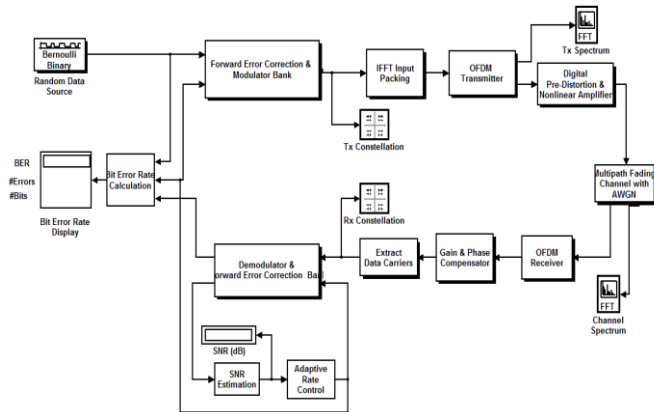 Bernoulli
Binary
Random Data
Source
Forward Error Correction &
Modulator Bank
IFFT Input
Packing
OFDM
Transmitter
FFT
Tx Spectrum
Digital
Pre-Distortion &
Nonlinear Amplifier
Tx Constellation
BER
#Errors
#Bits
Bit Error Rate
Display
Bit Error Rate
Calculation
Multipath Fading
Channel with
AWGN
Rx Constellation
Demodulator &
Forward Error Correction Bank
Extract
Data Carriers
Gain & Phase
Compensator
OFDM
Receiver
FFT
Channel
Spectrum
SNR (dB)
SNR
Estimation
Adaptive
Rate
Control